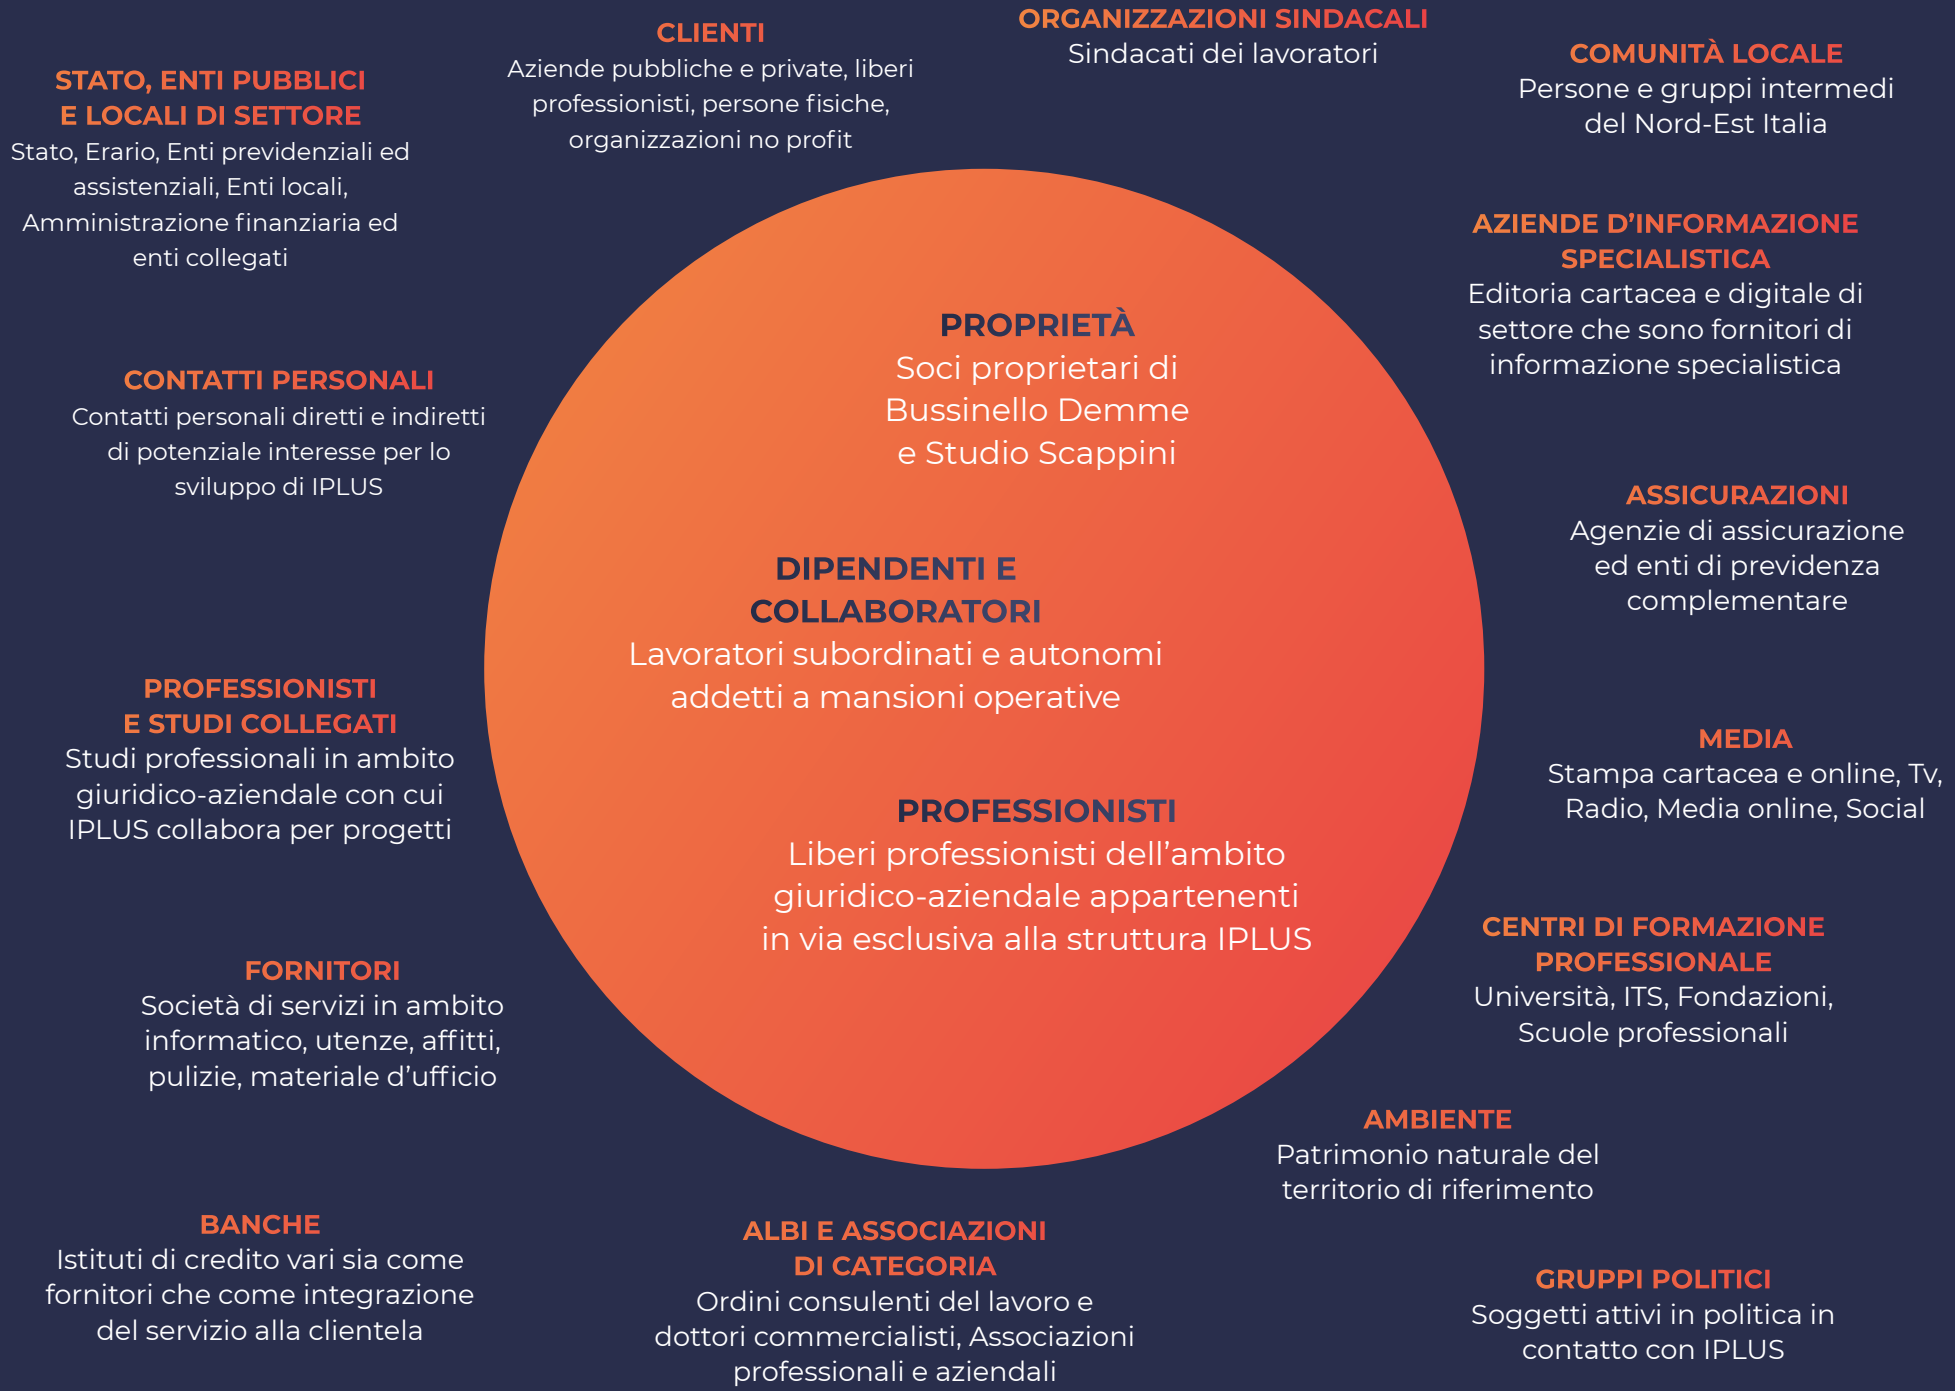 STATO, ENTI PUBBLICI
E LOCALI DI SETTORE
Stato, Erario, Enti previdenziali ed
assistenziali, Enti locali,
Amministrazione finanziaria ed
enti collegati
CLIENTI
Aziende pubbliche e private, liberi
professionisti, persone fisiche,
organizzazioni no profit
ORGANIZZAZIONI SINDACALI
Sindacati dei lavoratori
COMUNITÀ LOCALE
Persone e gruppi intermedi
del Nord-Est Italia
AZIENDE D’INFORMAZIONE
SPECIALISTICA
Editoria cartacea e digitale di
settore che sono fornitori di
informazione specialistica
CONTATTI PERSONALI
Contatti personali diretti e indiretti
di potenziale interesse per lo
sviluppo di IPLUS
PROPRIETÀ
Soci proprietari di
Bussinello Demme
e Studio Scappini
ASSICURAZIONI
Agenzie di assicurazione
ed enti di previdenza
complementare
DIPENDENTI E
COLLABORATORI
Lavoratori subordinati e autonomi
addetti a mansioni operative
PROFESSIONISTI
E STUDI COLLEGATI
Studi professionali in ambito
giuridico-aziendale con cui
IPLUS collabora per progetti
MEDIA
Stampa cartacea e online, Tv,
Radio, Media online, Social
PROFESSIONISTI
Liberi professionisti dell’ambito
giuridico-aziendale appartenenti
in via esclusiva alla struttura IPLUS
CENTRI DI FORMAZIONE
PROFESSIONALE
Università, ITS, Fondazioni,
Scuole professionali
FORNITORI
Società di servizi in ambito
informatico, utenze, affitti,
pulizie, materiale d’ufficio
AMBIENTE
Patrimonio naturale del
territorio di riferimento
BANCHE
Istituti di credito vari sia come
fornitori che come integrazione
del servizio alla clientela
ALBI E ASSOCIAZIONI
DI CATEGORIA
Ordini consulenti del lavoro e
dottori commercialisti, Associazioni
professionali e aziendali
GRUPPI POLITICI
Soggetti attivi in politica in
contatto con IPLUS